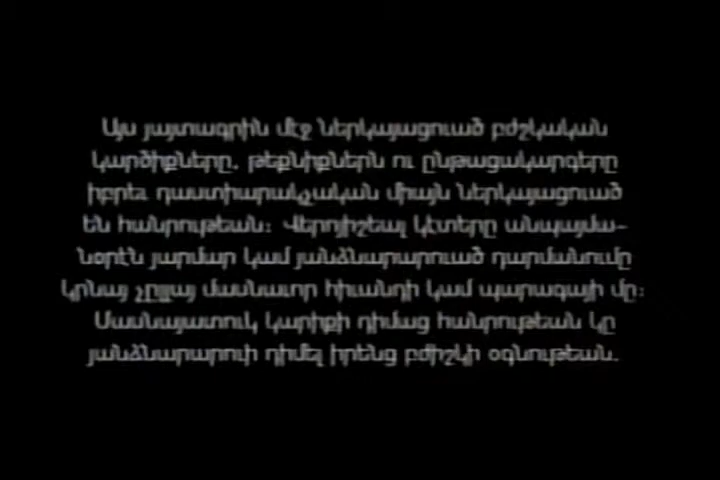 Այս յայտագրին մէջ ներկայացուած բժշկական
կարծիքները, թեքնիքներն ու ընթացակարգերը
իբրեւ դաստիարակչական միայն ներկայացուած
են հանրութեան: Վերոյիշեալ կէտերը անպայմա-
նօրէն յարմար կամ յանձնարարուած դարմանումը
կրնայ չըլլայ մասնաւոր հիւանդի կամ պարագայի մը:
Մասնայատուկ կարիքի դիմաց հանրութեան կը
յանձնարարուի դիմել իրենց բժիշկի օգնութեան.